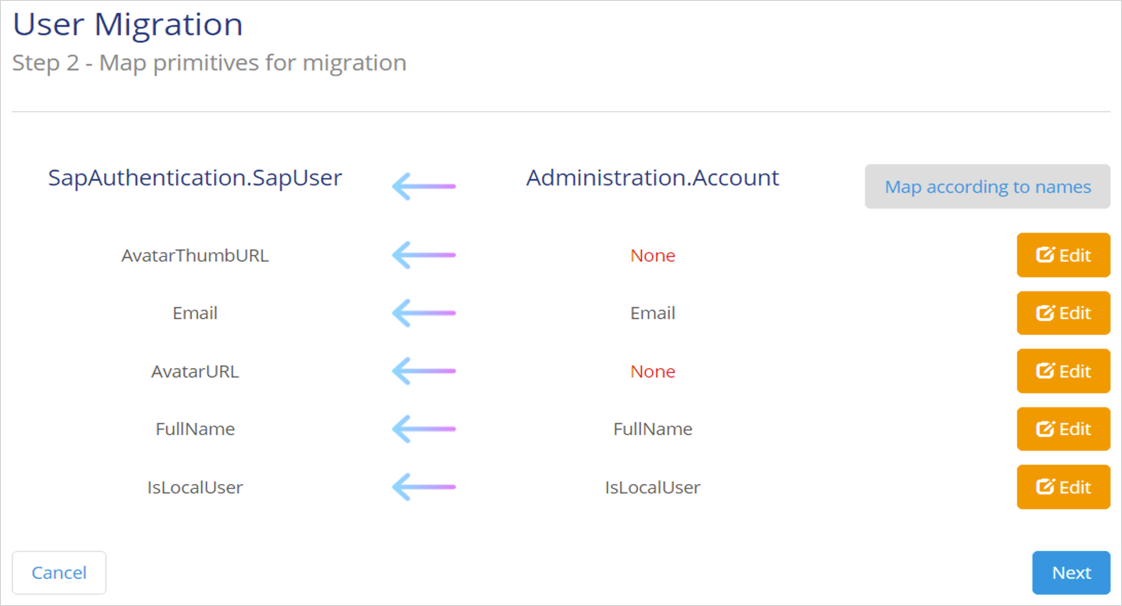 User Migration
Step 2 - Map primitives for migration
SapAuthentication.SapUser Administration.Account Map according to names
AvatarThumbURL None Edit
Email Email Edit
AvatarURL None Edit
FullName FullName Edit
IsLocalUser IsLocalUser Edit
Cancel Next